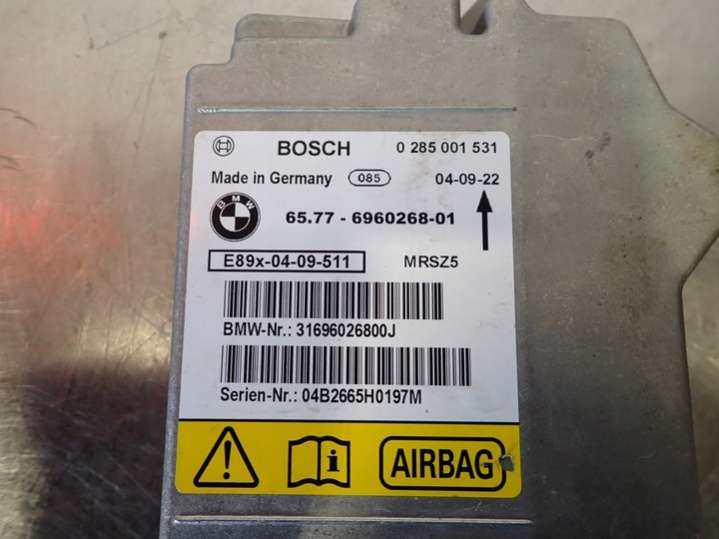 BOSCH 0 285 001 531
Made in Germany 085 04-09-22
BMW 65.77 - 6960268-01
E89x-04-09-511 MRSZ5
BMW-Nr.: 31696026800J
Serien-Nr.: 04B2665H0197M
AIRBAG